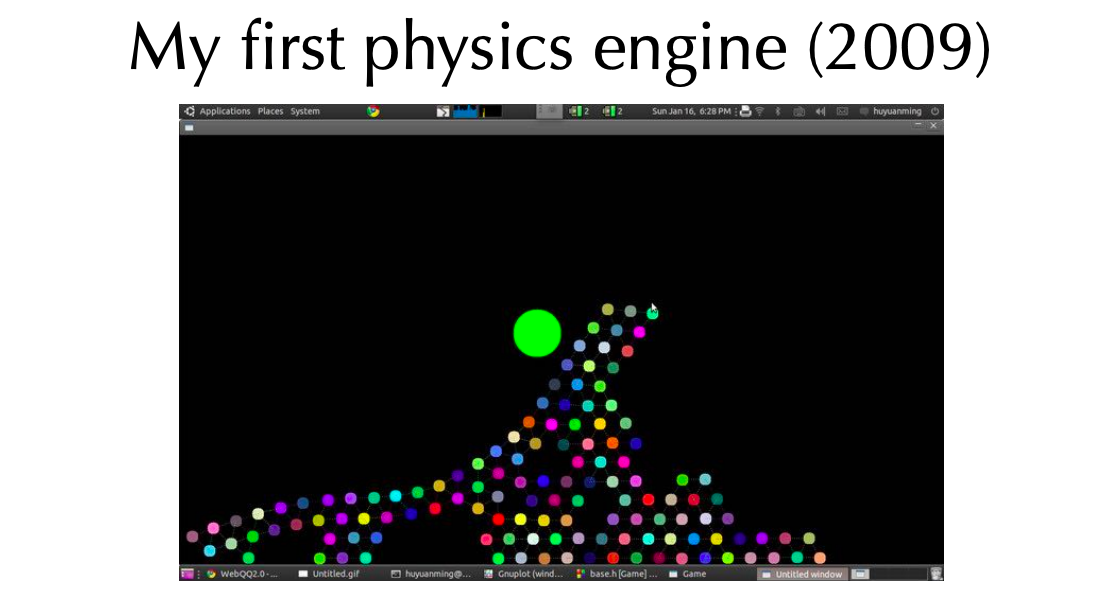 My first physics engine (2009)
Applications Places System 2 2 Sun Jan 16, 6:28 PM huyuanming
WebQQ2.0 -... Untitled.gif huyuanming@... Gnuplot (wind... base.h [Game] ... Game Untitled window